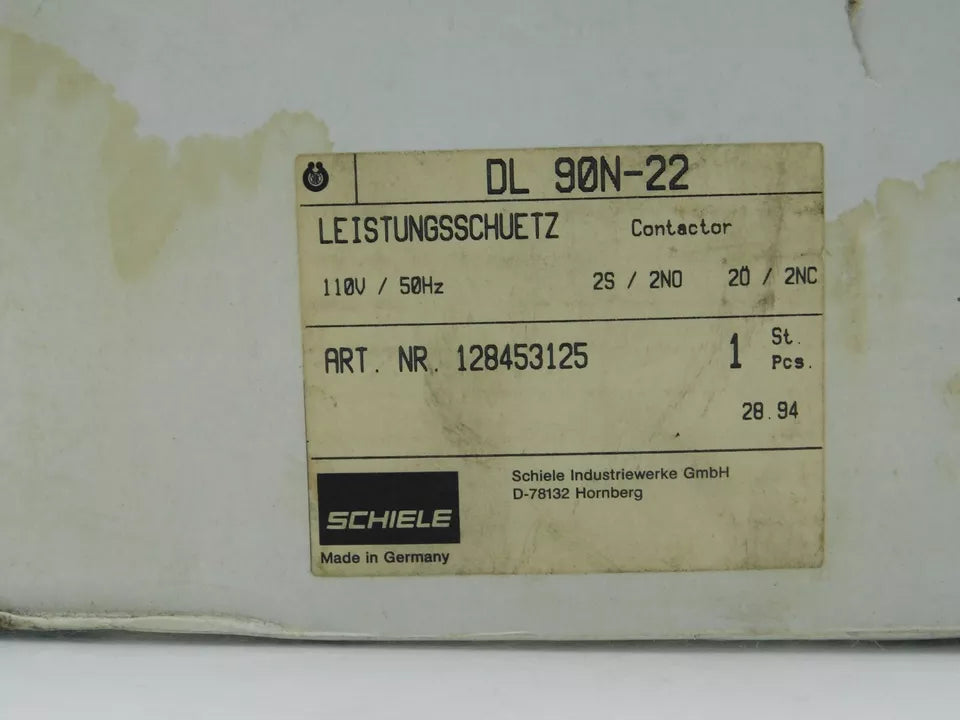 DL 90N-22
LEISTUNGSSCHUETZ Contactor
110V / 50Hz 2S / 2NO 2Ö / 2NC
ART. NR. 128453125 1 St.
Pcs.
28.94
Schiele Industriewerke GmbH
D-78132 Hornberg
SCHIELE
Made in Germany